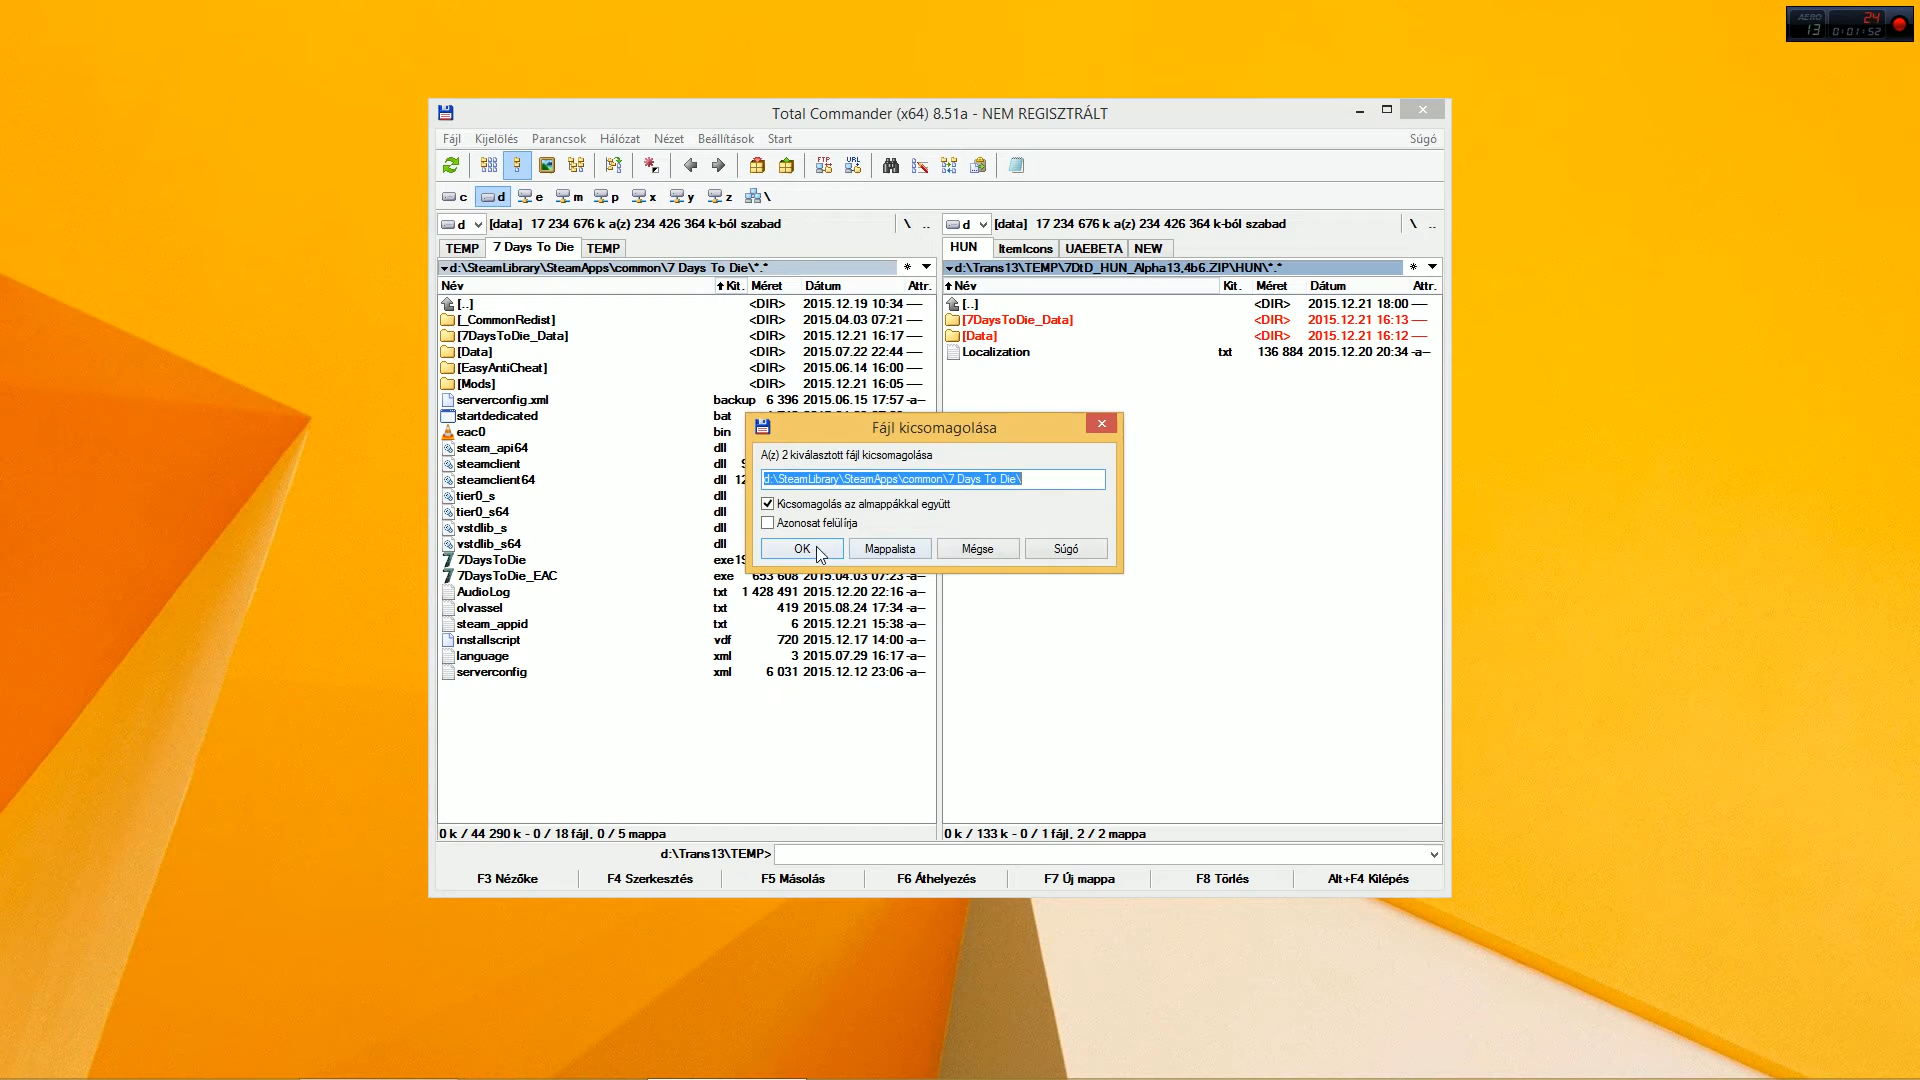 AERO 24
13 0:01:52
Total Commander (x64) 8.51a - NEM REGISZTRÁLT
Fájl Kijelölés Parancsok Hálózat Nézet Beállítások Start Súgó
FTP URL
c d e m p x y z \
d [data] 17 234 676 k a(z) 234 426 364 k-ból szabad \ ..
d [data] 17 234 676 k a(z) 234 426 364 k-ból szabad \ ..
TEMP 7 Days To Die TEMP
HUN ItemIcons UAEBETA NEW
d:\SteamLibrary\SteamApps\common\7 Days To Die\*.* *
d:\Trans13\TEMP\7DtD_HUN_Alpha13,4b6.ZIP\HUN\*.* *
Név Kit. Méret Dátum Attr.
[..] <DIR> 2015.12.19 10:34 ----
[_CommonRedist] <DIR> 2015.04.03 07:21 ----
[7DaysToDie_Data] <DIR> 2015.12.21 16:17 ----
[Data] <DIR> 2015.07.22 22:44 ----
[EasyAntiCheat] <DIR> 2015.06.14 16:00 ----
[Mods] <DIR> 2015.12.21 16:05 ----
serverconfig.xml backup 6 396 2015.06.15 17:57 -a--
startdedicated bat
eac0 bin
steam_api64 dll
steamclient dll
steamclient64 dll 12
tier0_s dll
tier0_s64 dll
vstdlib_s dll
vstdlib_s64 dll
7DaysToDie exe
7DaysToDie_EAC exe 653 608 2015.04.03 07:23 -a--
AudioLog txt 1 428 491 2015.12.20 22:16 -a--
olvassel txt 419 2015.08.24 17:34 -a--
steam_appid txt 6 2015.12.21 15:38 -a--
installscript vdf 720 2015.12.17 14:00 -a--
language xml 3 2015.07.29 16:17 -a--
serverconfig xml 6 031 2015.12.12 23:06 -a--
Név Kit. Méret Dátum Attr.
[..] <DIR> 2015.12.21 18:00 ----
[7DaysToDie_Data] <DIR> 2015.12.21 16:13 ----
[Data] <DIR> 2015.12.21 16:12 ----
Localization txt 136 884 2015.12.20 20:34 -a--
Fájl kicsomagolása
A(z) 2 kiválasztott fájl kicsomagolása
d:\SteamLibrary\SteamApps\common\7 Days To Die\
Kicsomagolás az almappákkal együtt
Azonosat felülírja
OK Mappalista Mégse Súgó
0 k / 44 290 k - 0 / 18 fájl, 0 / 5 mappa
0 k / 133 k - 0 / 1 fájl, 2 / 2 mappa
d:\Trans13\TEMP>
F3 Nézőke F4 Szerkesztés F5 Másolás F6 Áthelyezés F7 Új mappa F8 Törlés Alt+F4 Kilépés